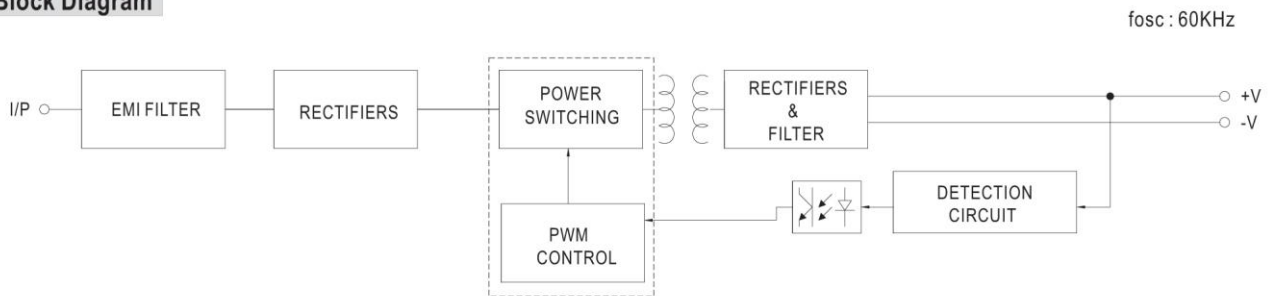 Block Diagram
fosc : 60KHz
I/P
EMI FILTER
RECTIFIERS
POWER
SWITCHING
RECTIFIERS
&
FILTER
+V
-V
DETECTION
CIRCUIT
PWM
CONTROL